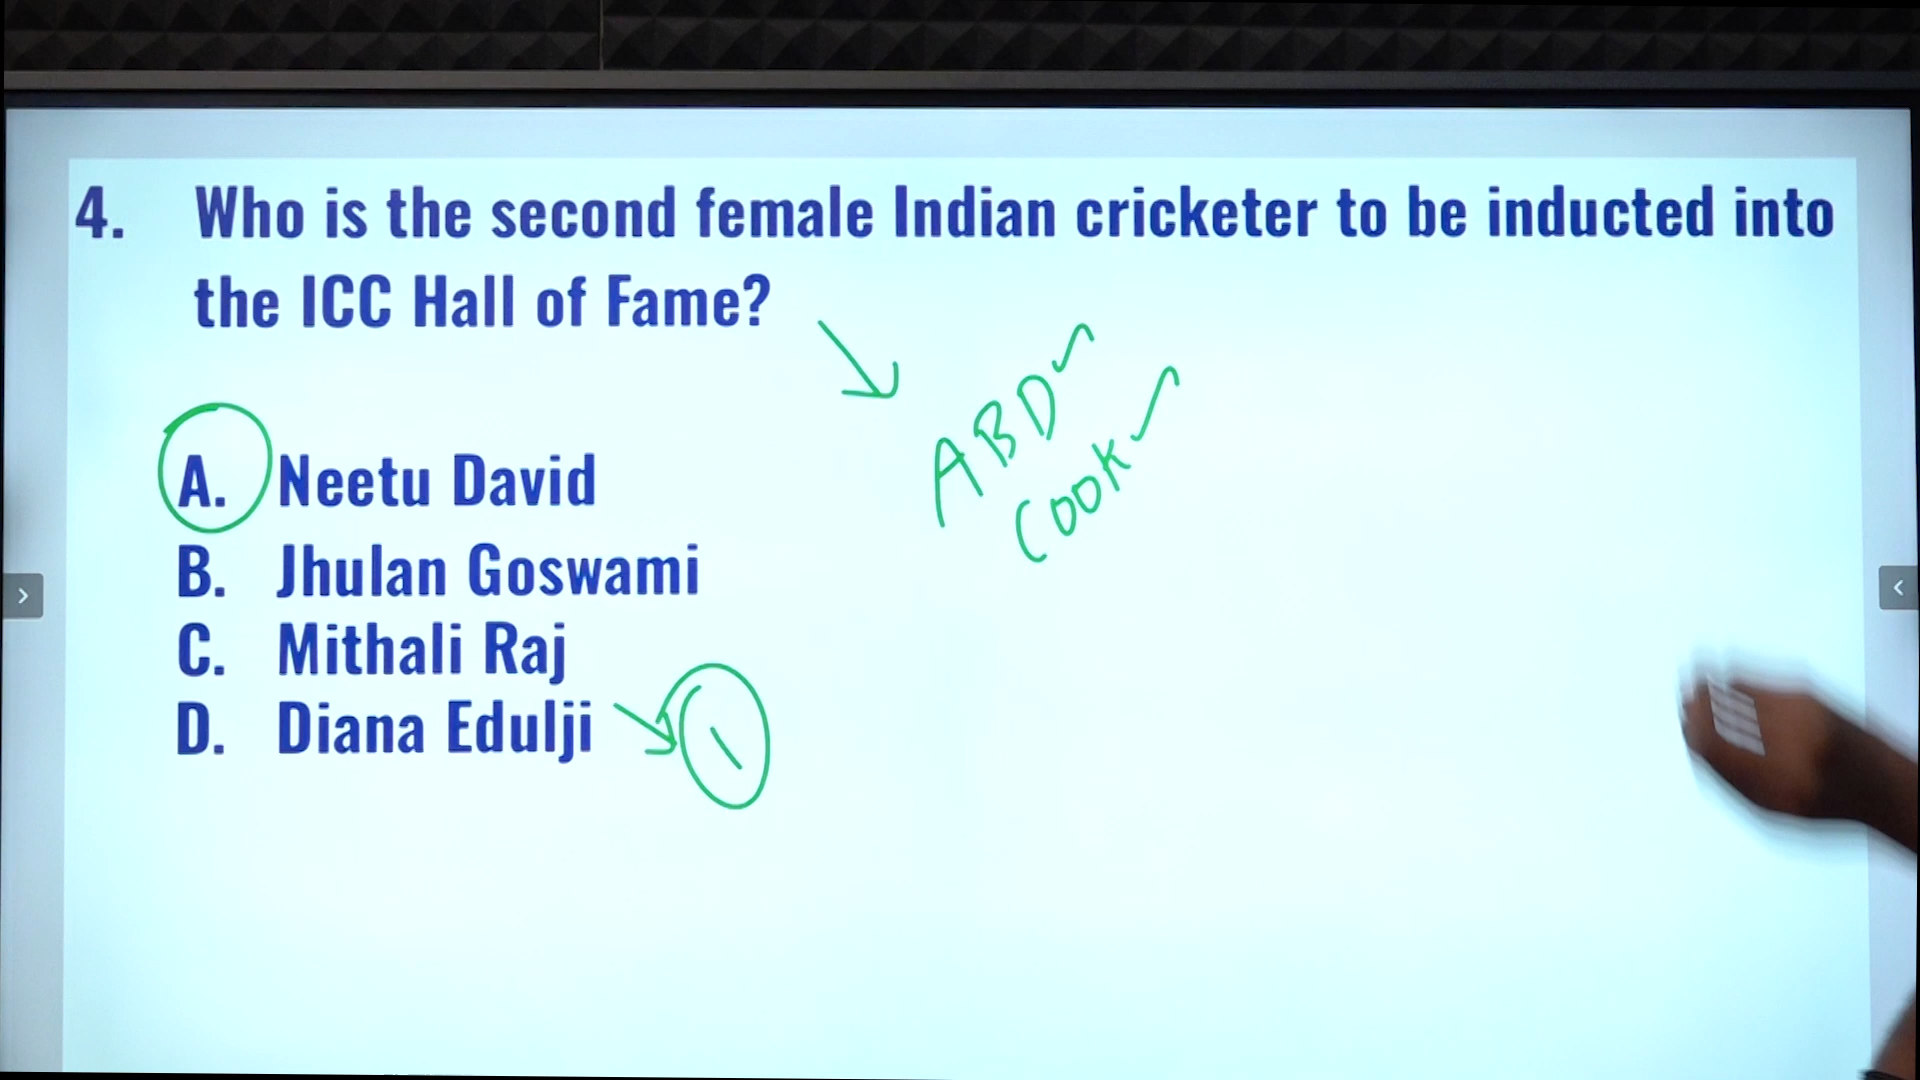 4. Who is the second female Indian cricketer to be inducted into
the ICC Hall of Fame?
ABD
COOK
A. Neetu David
B. Jhulan Goswami
C. Mithali Raj
D. Diana Edulji 1